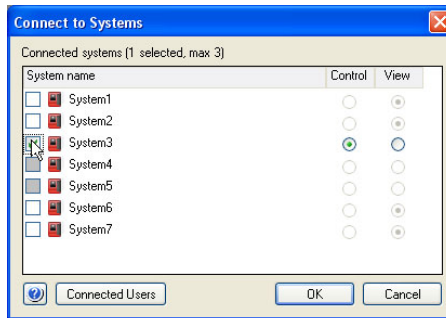 Connect to Systems
Connected systems (1 selected, max 3)
System name Control View
System1
System2
System3
System4
System5
System6
System7
Connected Users OK Cancel